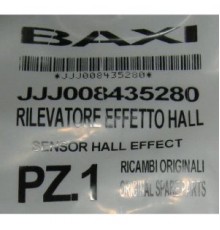 BAXI
*JJJ008435280*
JJJ008435280
RILEVATORE EFFETTO HALL
SENSOR HALL EFFECT
PZ.1
RICAMBI ORIGINALI
ORIGINAL SPARE PARTS